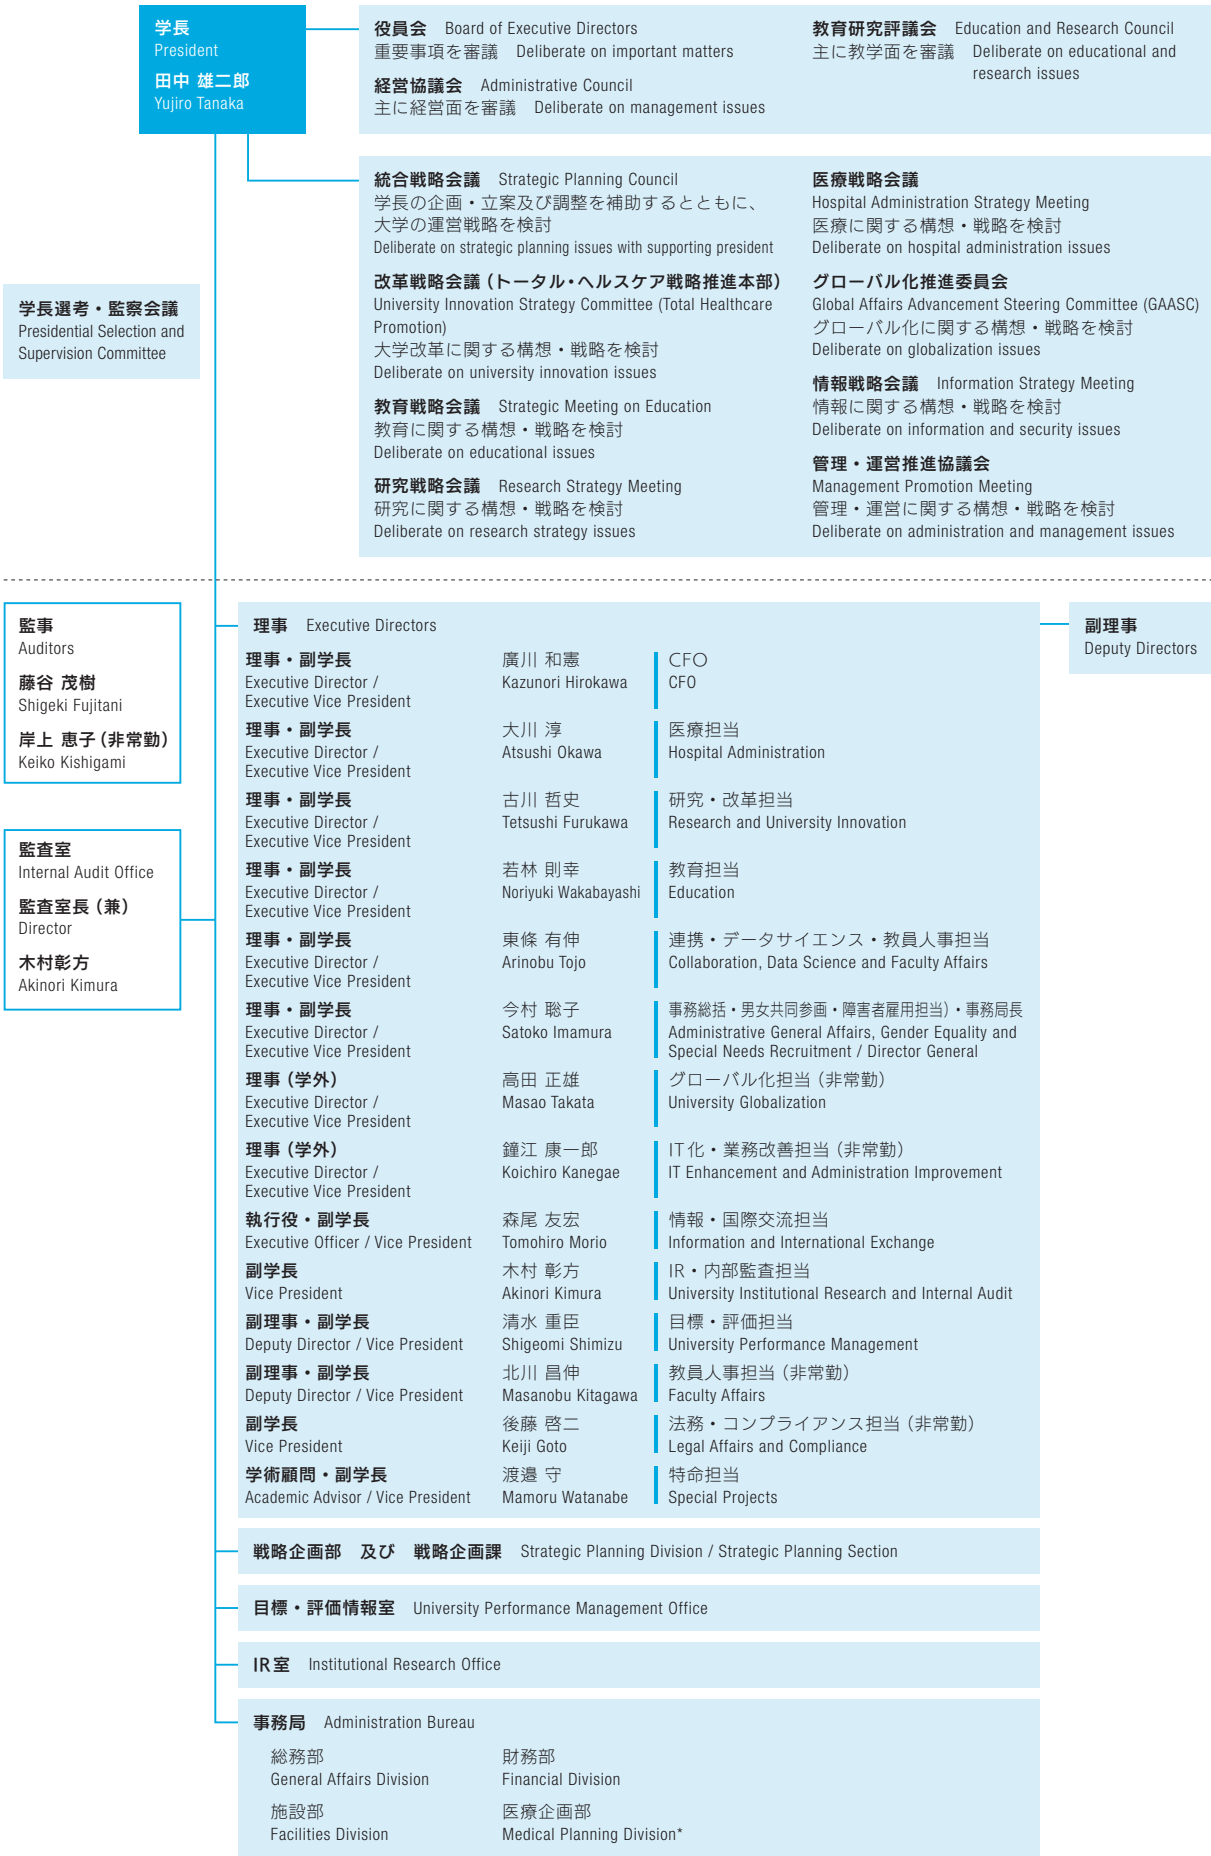 学長
President
田中 雄二郎
Yujiro Tanaka
役員会 Board of Executive Directors
重要事項を審議 Deliberate on important matters
経営協議会 Administrative Council
主に経営面を審議 Deliberate on management issues
教育研究評議会 Education and Research Council
主に教学面を審議 Deliberate on educational and
research issues
統合戦略会議 Strategic Planning Council
学長の企画・立案及び調整を補助するとともに、
大学の運営戦略を検討
Deliberate on strategic planning issues with supporting president
改革戦略会議（トータル・ヘルスケア戦略推進本部）
University Innovation Strategy Committee (Total Healthcare
Promotion)
大学改革に関する構想・戦略を検討
Deliberate on university innovation issues
教育戦略会議 Strategic Meeting on Education
教育に関する構想・戦略を検討
Deliberate on educational issues
研究戦略会議 Research Strategy Meeting
研究に関する構想・戦略を検討
Deliberate on research strategy issues
医療戦略会議
Hospital Administration Strategy Meeting
医療に関する構想・戦略を検討
Deliberate on hospital administration issues
グローバル化推進委員会
Global Affairs Advancement Steering Committee (GAASC)
グローバル化に関する構想・戦略を検討
Deliberate on globalization issues
情報戦略会議 Information Strategy Meeting
情報に関する構想・戦略を検討
Deliberate on information and security issues
管理・運営推進協議会
Management Promotion Meeting
管理・運営に関する構想・戦略を検討
Deliberate on administration and management issues
学長選考・監察会議
Presidential Selection and
Supervision Committee
監事
Auditors
藤谷 茂樹
Shigeki Fujitani
岸上 恵子（非常勤）
Keiko Kishigami
監査室
Internal Audit Office
監査室長（兼）
Director
木村彰方
Akinori Kimura
理事 Executive Directors
理事・副学長 廣川 和憲 CFO
Executive Director / Kazunori Hirokawa CFO
Executive Vice President
理事・副学長 大川 淳 医療担当
Executive Director / Atsushi Okawa Hospital Administration
Executive Vice President
理事・副学長 古川 哲史 研究・改革担当
Executive Director / Tetsushi Furukawa Research and University Innovation
Executive Vice President
理事・副学長 若林 則幸 教育担当
Executive Director / Noriyuki Wakabayashi Education
Executive Vice President
理事・副学長 東條 有伸 連携・データサイエンス・教員人事担当
Executive Director / Arinobu Tojo Collaboration, Data Science and Faculty Affairs
Executive Vice President
理事・副学長 今村 聡子 事務総括・男女共同参画・障害者雇用担当）・事務局長
Executive Director / Satoko Imamura Administrative General Affairs, Gender Equality and
Executive Vice President Special Needs Recruitment / Director General
理事（学外） 高田 正雄 グローバル化担当（非常勤）
Executive Director / Masao Takata University Globalization
Executive Vice President
理事（学外） 鐘江 康一郎 IT化・業務改善担当（非常勤）
Executive Director / Koichiro Kanegae IT Enhancement and Administration Improvement
Executive Vice President
執行役・副学長 森尾 友宏 情報・国際交流担当
Executive Officer / Vice President Tomohiro Morio Information and International Exchange
副学長 木村 彰方 IR・内部監査担当
Vice President Akinori Kimura University Institutional Research and Internal Audit
副理事・副学長 清水 重臣 目標・評価担当
Deputy Director / Vice President Shigeomi Shimizu University Performance Management
副理事・副学長 北川 昌伸 教員人事担当（非常勤）
Deputy Director / Vice President Masanobu Kitagawa Faculty Affairs
副学長 後藤 啓二 法務・コンプライアンス担当（非常勤）
Vice President Keiji Goto Legal Affairs and Compliance
学術顧問・副学長 渡邉 守 特命担当
Academic Advisor / Vice President Mamoru Watanabe Special Projects
副理事
Deputy Directors
戦略企画部 及び 戦略企画課 Strategic Planning Division / Strategic Planning Section
目標・評価情報室 University Performance Management Office
IR室 Institutional Research Office
事務局 Administration Bureau
総務部 財務部
General Affairs Division Financial Division
施設部 医療企画部
Facilities Division Medical Planning Division*